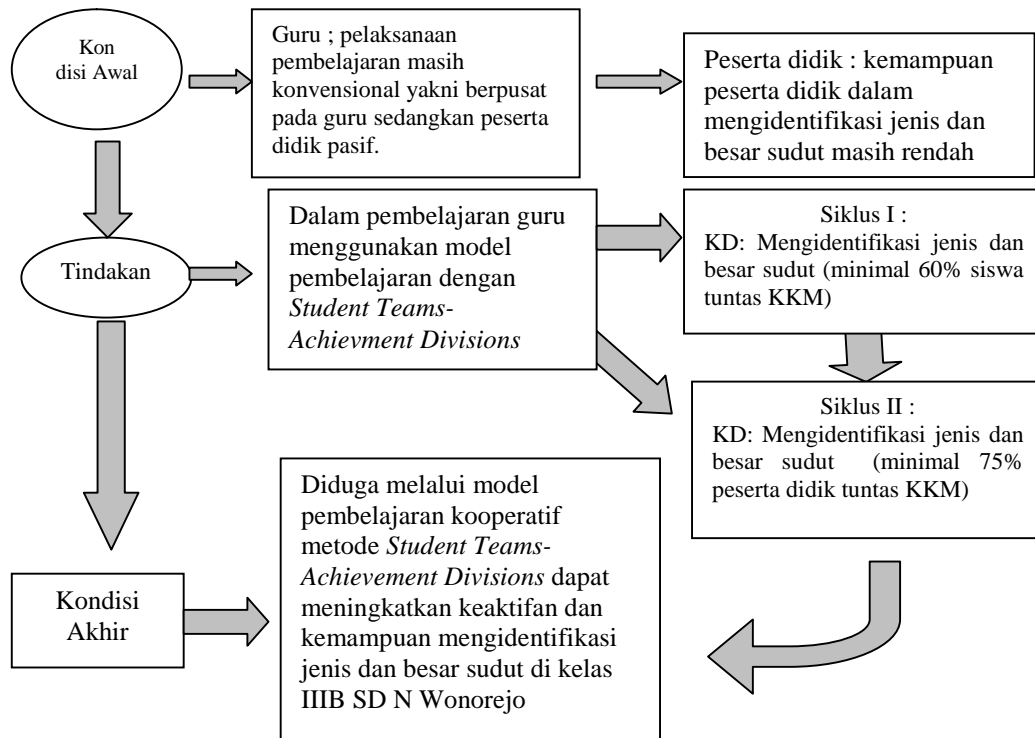 Kon
disi Awal
Guru ; pelaksanaan
pembelajaran masih
konvensional yakni berpusat
pada guru sedangkan peserta
didik pasif.
Peserta didik : kemampuan
peserta didik dalam
mengidentifikasi jenis dan
besar sudut masih rendah
Tindakan
Dalam pembelajaran guru
menggunakan model
pembelajaran dengan
Student Teams-
Achievment Divisions
Siklus I :
KD: Mengidentifikasi jenis dan
besar sudut (minimal 60% siswa
tuntas KKM)
Siklus II :
KD: Mengidentifikasi jenis dan
besar sudut (minimal 75%
peserta didik tuntas KKM)
Kondisi
Akhir
Diduga melalui model
pembelajaran kooperatif
metode Student Teams-
Achievement Divisions dapat
meningkatkan keaktifan dan
kemampuan mengidentifikasi
jenis dan besar sudut di kelas
IIIB SD N Wonorejo